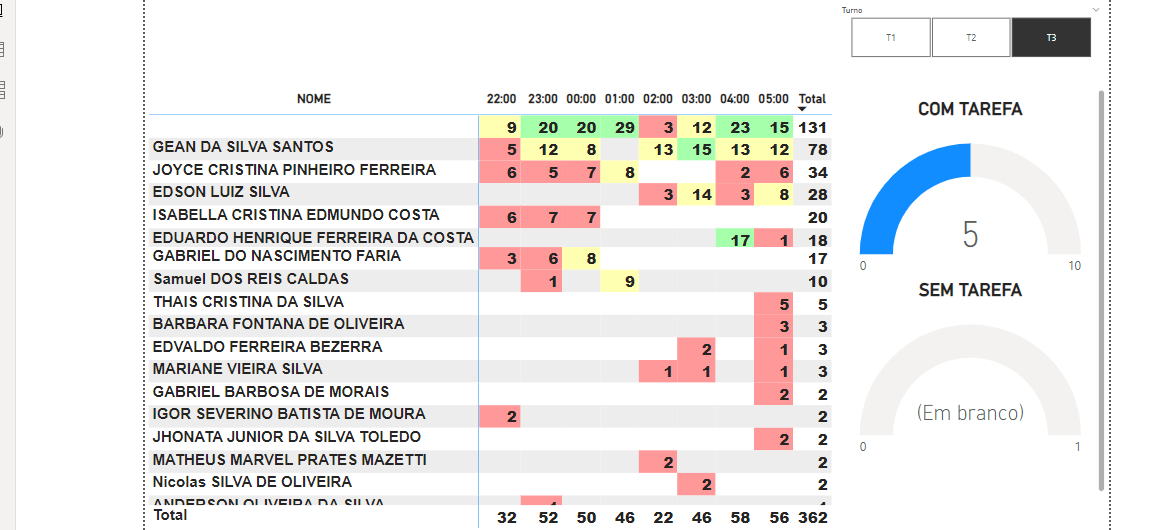 Turno
T1 T2 T3
NOME 22:00 23:00 00:00 01:00 02:00 03:00 04:00 05:00 Total
9 20 20 29 3 12 23 15 131
GEAN DA SILVA SANTOS 5 12 8 13 15 13 12 78
JOYCE CRISTINA PINHEIRO FERREIRA 6 5 7 8 2 6 34
EDSON LUIZ SILVA 3 14 3 8 28
ISABELLA CRISTINA EDMUNDO COSTA 6 7 7 20
EDUARDO HENRIQUE FERREIRA DA COSTA 17 1 18
GABRIEL DO NASCIMENTO FARIA 3 6 8 17
Samuel DOS REIS CALDAS 1 9 10
THAIS CRISTINA DA SILVA 5 5
BARBARA FONTANA DE OLIVEIRA 3 3
EDVALDO FERREIRA BEZERRA 2 1 3
MARIANE VIEIRA SILVA 1 1 1 3
GABRIEL BARBOSA DE MORAIS 2 2
IGOR SEVERINO BATISTA DE MOURA 2 2
JHONATA JUNIOR DA SILVA TOLEDO 2 2
MATHEUS MARVEL PRATES MAZETTI 2 2
Nicolas SILVA DE OLIVEIRA 2 2
ANDERSON OLIVEIRA DA SILVA
Total 32 52 50 46 22 46 58 56 362
COM TAREFA
5
0 10
SEM TAREFA
(Em branco)
0 1